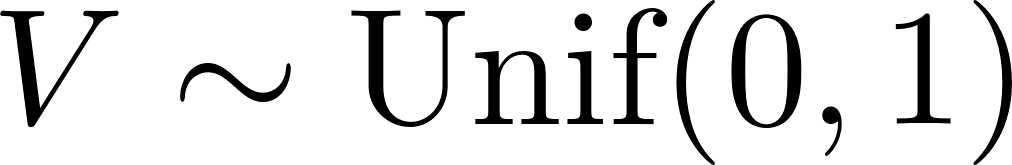 V ∼ Unif(0, 1)